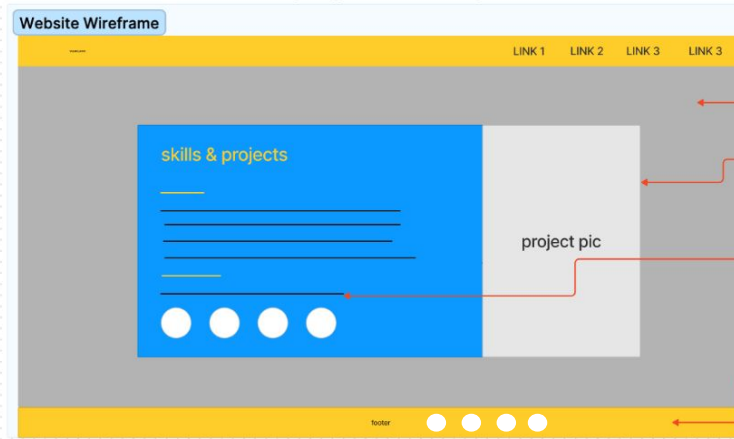 Website Wireframe
LINK 1 LINK 2 LINK 3 LINK 3
skills & projects
project pic
footer